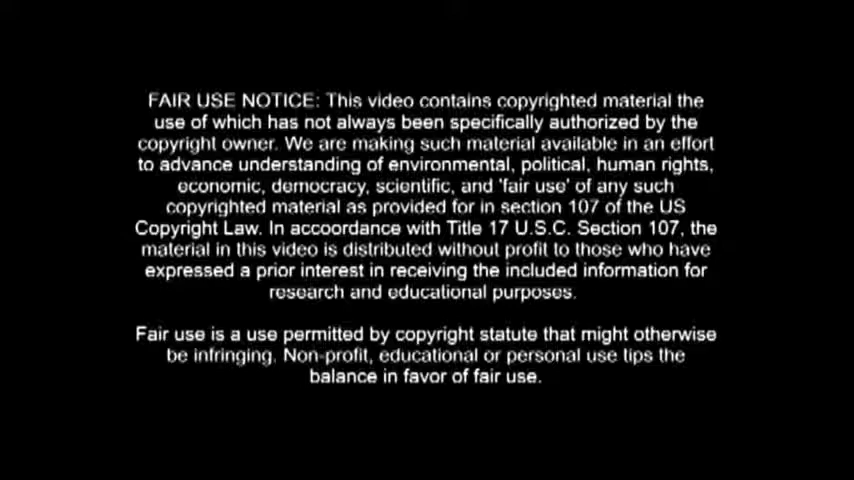 FAIR USE NOTICE: This video contains copyrighted material the
use of which has not always been specifically authorized by the
copyright owner. We are making such material available in an effort
to advance understanding of environmental, political, human rights,
economic, democracy, scientific, and 'fair use' of any such
copyrighted material as provided for in section 107 of the US
Copyright Law. In accoordance with Title 17 U.S.C. Section 107, the
material in this video is distributed without profit to those who have
expressed a prior interest in receiving the included information for
research and educational purposes.
Fair use is a use permitted by copyright statute that might otherwise
be infringing. Non-profit, educational or personal use tips the
balance in favor of fair use.